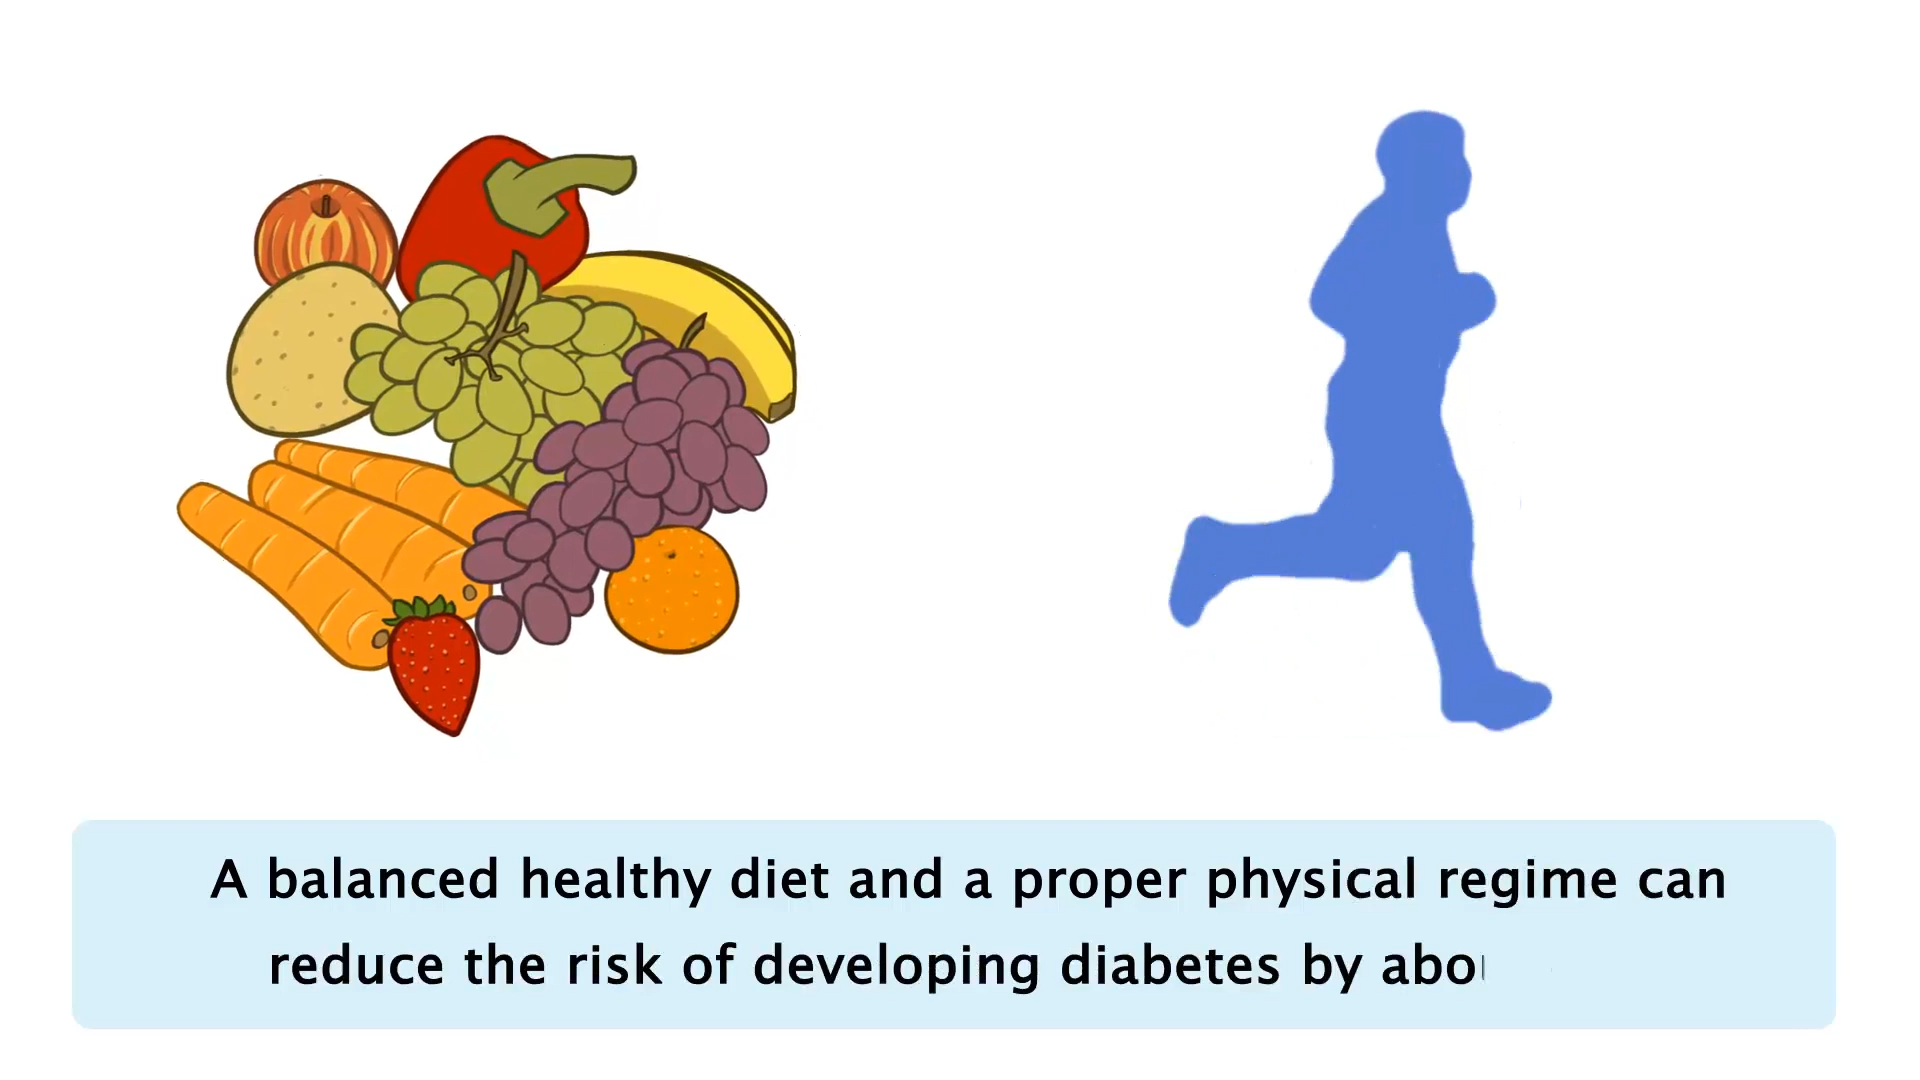 A balanced healthy diet and a proper physical regime can
reduce the risk of developing diabetes by